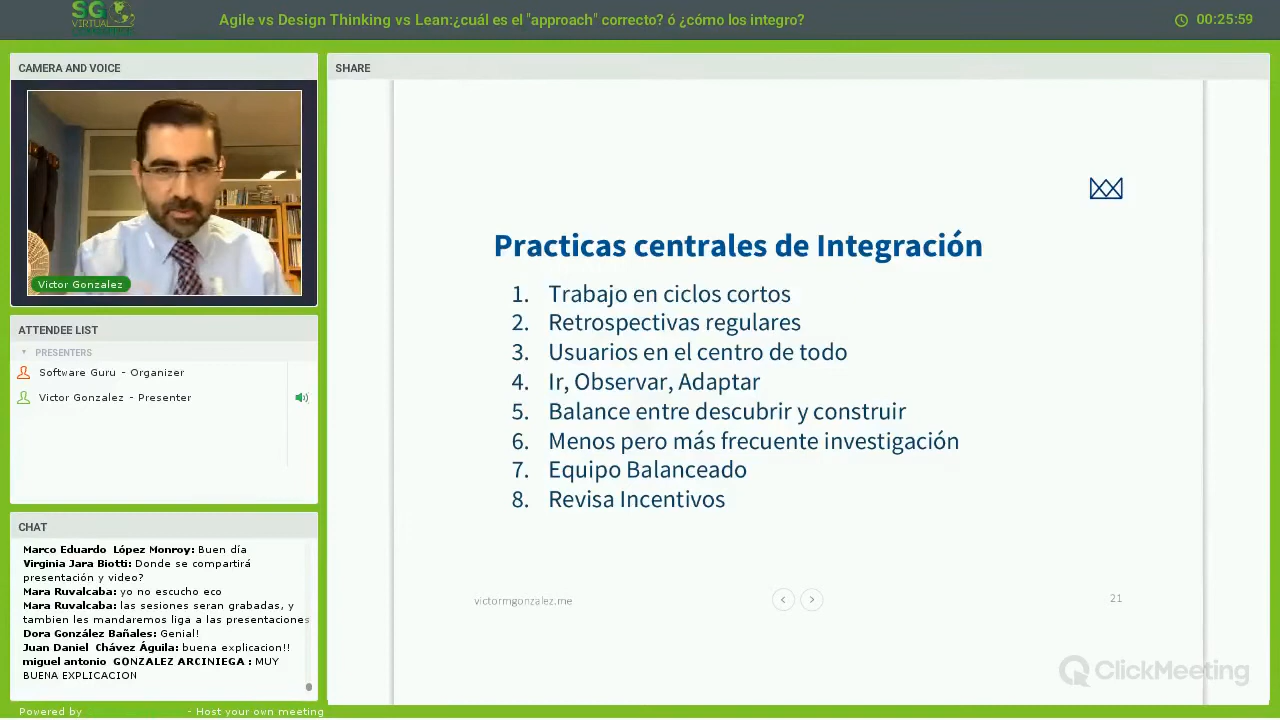 SG
VIRTUAL
Agile vs Design Thinking vs Lean:¿cuál es el "approach" correcto? ó ¿cómo los integro?
00:25:59
CAMERA AND VOICE
Victor Gonzalez
ATTENDEE LIST
PRESENTERS
Software Guru - Organizer
Victor Gonzalez - Presenter
CHAT
Marco Eduardo López Monroy: Buen día
Virginia Jara Biotti: Donde se compartirá
presentación y video?
Mara Ruvalcaba: yo no escucho eco
Mara Ruvalcaba: las sesiones seran grabadas, y
tambien les mandaremos liga a las presentaciones
Dora González Bañales: Genial!
Juan Daniel Chávez Águila: buena explicacion!!
miguel antonio GONZALEZ ARCINIEGA : MUY
BUENA EXPLICACION
Powered by - Host your own meeting
SHARE
Practicas centrales de Integración
1. Trabajo en ciclos cortos
2. Retrospectivas regulares
3. Usuarios en el centro de todo
4. Ir, Observar, Adaptar
5. Balance entre descubrir y construir
6. Menos pero más frecuente investigación
7. Equipo Balanceado
8. Revisa Incentivos
victormgonzalez.me
21
ClickMeeting